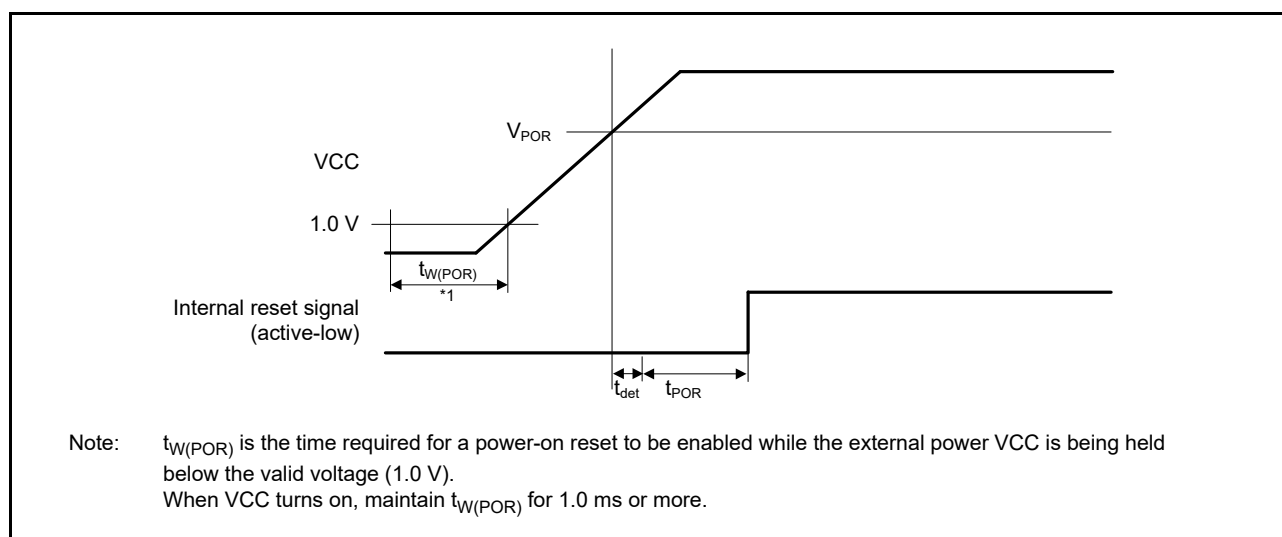 VPOR
VCC
1.0 V
tW(POR)
*1
Internal reset signal
(active-low)
tdet
tPOR
Note: tW(POR) is the time required for a power-on reset to be enabled while the external power VCC is being held
below the valid voltage (1.0 V).
When VCC turns on, maintain tW(POR) for 1.0 ms or more.